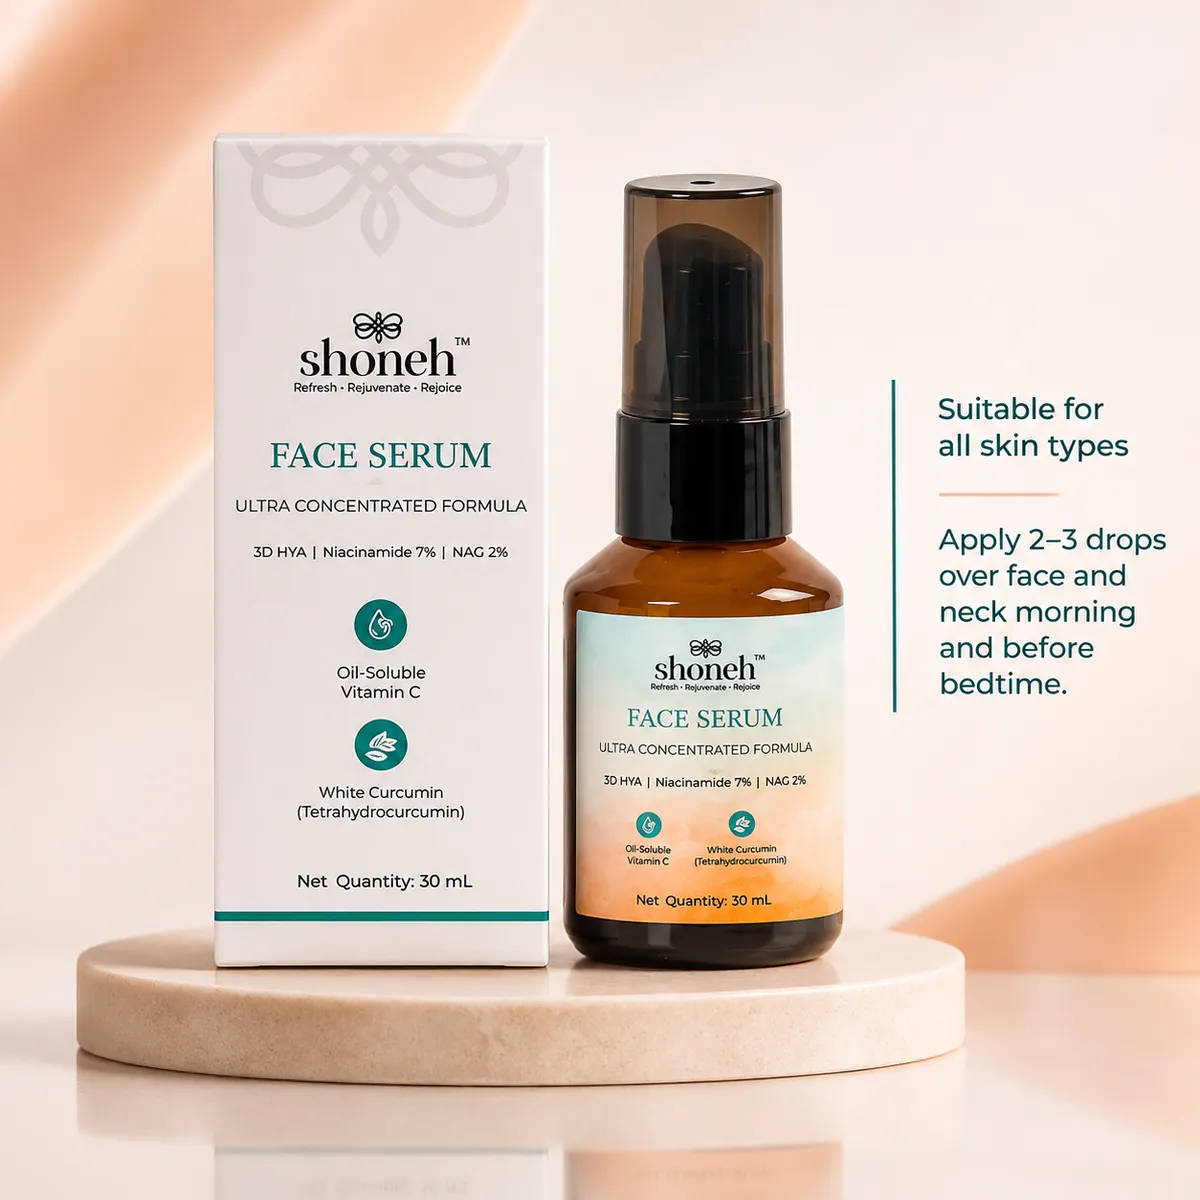 shoneh™
Refresh • Rejuvenate • Rejoice
FACE SERUM
ULTRA CONCENTRATED FORMULA
3D HYA | Niacinamide 7% | NAG 2%
Oil-Soluble
Vitamin C
White Curcumin
(Tetrahydrocurcumin)
Net Quantity: 30 mL
shoneh™
Refresh • Rejuvenate • Rejoice
FACE SERUM
ULTRA CONCENTRATED FORMULA
3D HYA | Niacinamide 7% | NAG 2%
Oil-Soluble
Vitamin C
White Curcumin
(Tetrahydrocurcumin)
Net Quantity: 30 mL
Suitable for
all skin types
Apply 2–3 drops
over face and
neck morning
and before
bedtime.